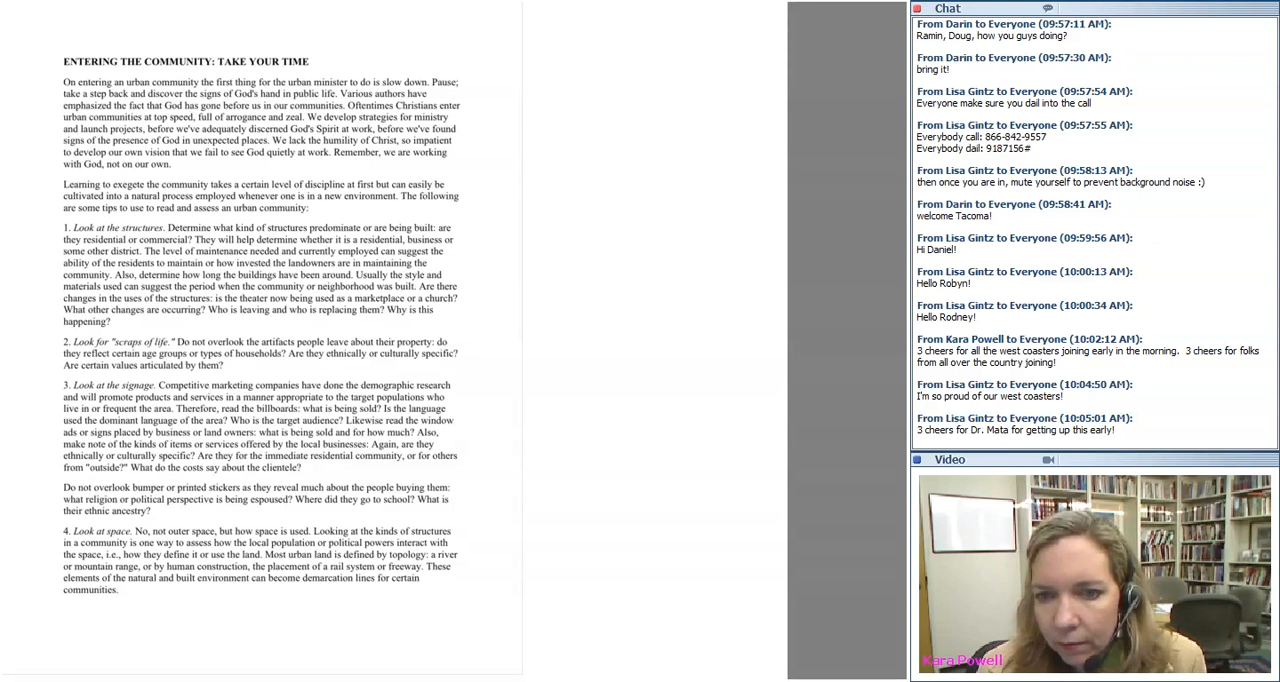 ENTERING THE COMMUNITY: TAKE YOUR TIME
On entering an urban community the first thing for the urban minister to do is slow down. Pause;
take a step back and discover the signs of God's hand in public life. Various authors have
emphasized the fact that God has gone before us in our communities. Oftentimes Christians enter
urban communities at top speed, full of arrogance and zeal. We develop strategies for ministry
and launch projects, before we've adequately discerned God's Spirit at work, before we've found
signs of the presence of God in unexpected places. We lack the humility of Christ, so impatient
to develop our own vision that we fail to see God quietly at work. Remember, we are working
with God, not on our own.
Learning to exegete the community takes a certain level of discipline at first but can easily be
cultivated into a natural process employed whenever one is in a new environment. The following
are some tips to use to read and assess an urban community:
1. Look at the structures. Determine what kind of structures predominate or are being built: are
they residential or commercial? They will help determine whether it is a residential, business or
some other district. The level of maintenance needed and currently employed can suggest the
ability of the residents to maintain or how invested the landowners are in maintaining the
community. Also, determine how long the buildings have been around. Usually the style and
materials used can suggest the period when the community or neighborhood was built. Are there
changes in the uses of the structures: is the theater now being used as a marketplace or a church?
What other changes are occurring? Who is leaving and who is replacing them? Why is this
happening?
2. Look for "scraps of life." Do not overlook the artifacts people leave about their property: do
they reflect certain age groups or types of households? Are they ethnically or culturally specific?
Are certain values articulated by them?
3. Look at the signage. Competitive marketing companies have done the demographic research
and will promote products and services in a manner appropriate to the target populations who
live in or frequent the area. Therefore, read the billboards: what is being sold? Is the language
used the dominant language of the area? Who is the target audience? Likewise read the window
ads or signs placed by business or land owners: what is being sold and for how much? Also,
make note of the kinds of items or services offered by the local businesses: Again, are they
ethnically or culturally specific? Are they for the immediate residential community, or for others
from "outside?" What do the costs say about the clientele?
Do not overlook bumper or printed stickers as they reveal much about the people buying them:
what religion or political perspective is being espoused? Where did they go to school? What is
their ethnic ancestry?
4. Look at space. No, not outer space, but how space is used. Looking at the kinds of structures
in a community is one way to assess how the local population or political powers interact with
the space, i.e., how they define it or use the land. Most urban land is defined by topology: a river
or mountain range, or by human construction, the placement of a rail system or freeway. These
elements of the natural and built environment can become demarcation lines for certain
communities.
Chat
From Darin to Everyone (09:57:11 AM):
Ramin, Doug, how you guys doing?
From Darin to Everyone (09:57:30 AM):
bring it!
From Lisa Gintz to Everyone (09:57:54 AM):
Everyone make sure you dail into the call
From Lisa Gintz to Everyone (09:57:55 AM):
Everybody call: 866-842-9557
Everybody dail: 9187156#
From Lisa Gintz to Everyone (09:58:13 AM):
then once you are in, mute yourself to prevent background noise :)
From Darin to Everyone (09:58:41 AM):
welcome Tacoma!
From Lisa Gintz to Everyone (09:59:56 AM):
Hi Daniel!
From Lisa Gintz to Everyone (10:00:13 AM):
Hello Robyn!
From Lisa Gintz to Everyone (10:00:34 AM):
Hello Rodney!
From Kara Powell to Everyone (10:02:12 AM):
3 cheers for all the west coasters joining early in the morning. 3 cheers for folks
from all over the country joining!
From Lisa Gintz to Everyone (10:04:50 AM):
I'm so proud of our west coasters!
From Lisa Gintz to Everyone (10:05:01 AM):
3 cheers for Dr. Mata for getting up this early!
Video
Kara Powell